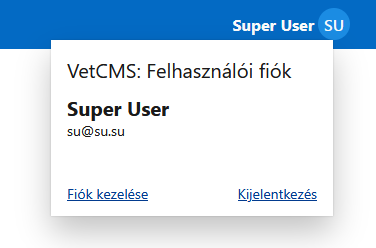 Super User SU
VetCMS: Felhasználói fiók
Super User
su@su.su
Fiók kezelése Kijelentkezés